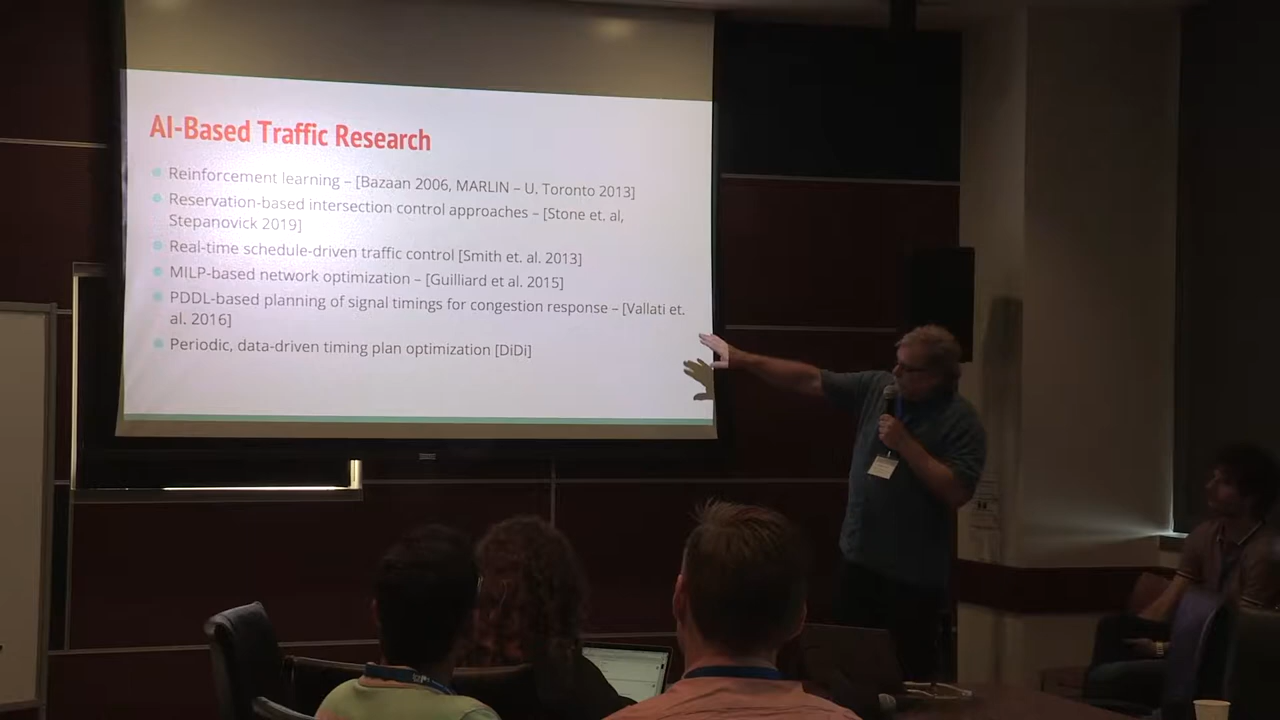 AI-Based Traffic Research
Reinforcement learning – [Bazaan 2006, MARLIN – U. Toronto 2013]
Reservation-based intersection control approaches – [Stone et. al,
Stepanovick 2019]
Real-time schedule-driven traffic control [Smith et. al. 2013]
MILP-based network optimization – [Guilliard et al. 2015]
PDDL-based planning of signal timings for congestion response – [Vallati et.
al. 2016]
Periodic, data-driven timing plan optimization [DiDi]